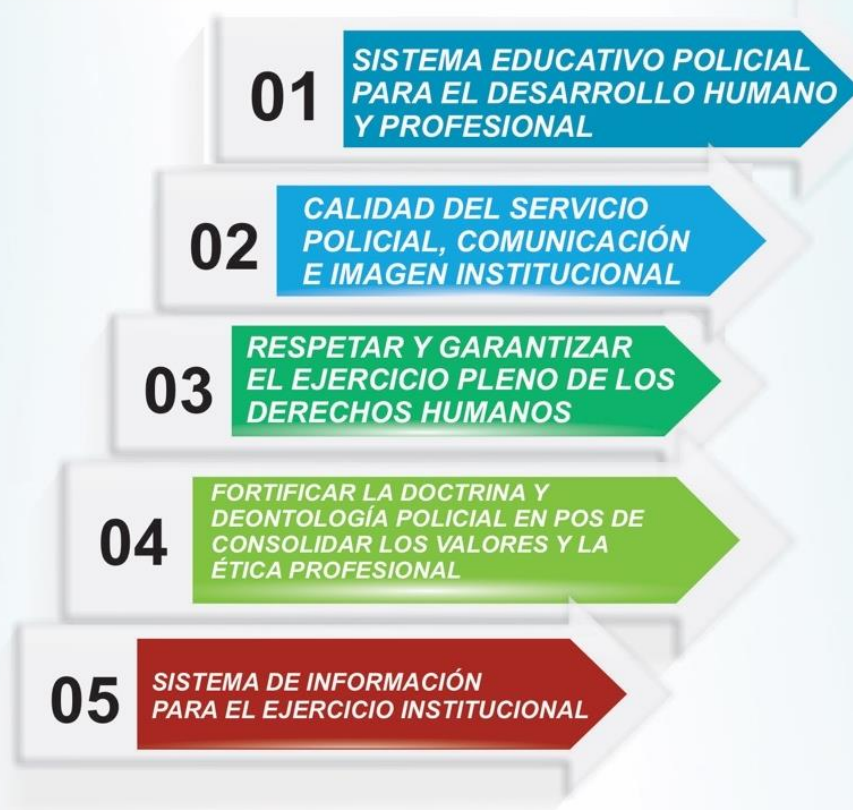 01
SISTEMA EDUCATIVO POLICIAL
PARA EL DESARROLLO HUMANO
Y PROFESIONAL
02
CALIDAD DEL SERVICIO
POLICIAL, COMUNICACIÓN
E IMAGEN INSTITUCIONAL
03
RESPETAR Y GARANTIZAR
EL EJERCICIO PLENO DE LOS
DERECHOS HUMANOS
04
FORTIFICAR LA DOCTRINA Y
DEONTOLOGÍA POLICIAL EN POS DE
CONSOLIDAR LOS VALORES Y LA
ÉTICA PROFESIONAL
05
SISTEMA DE INFORMACIÓN
PARA EL EJERCICIO INSTITUCIONAL